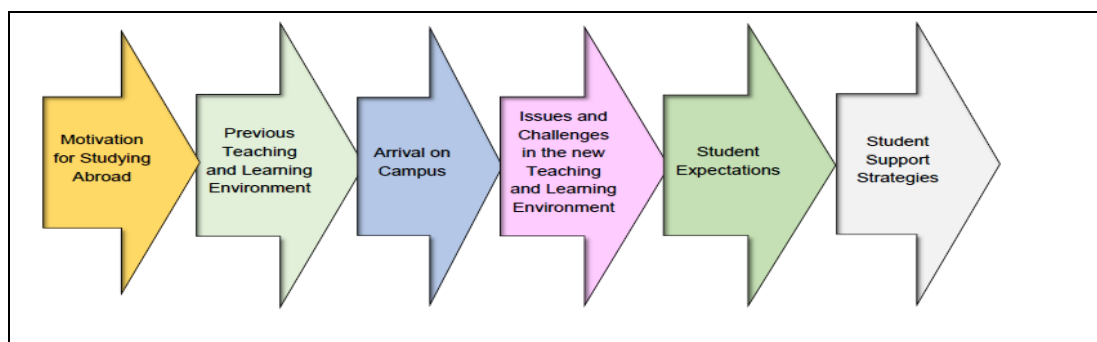 Motivation
for Studying
Abroad
Previous
Teaching
and Learning
Environment
Arrival on
Campus
Issues and
Challenges
in the new
Teaching
and Learning
Environment
Student
Expectations
Student
Support
Strategies